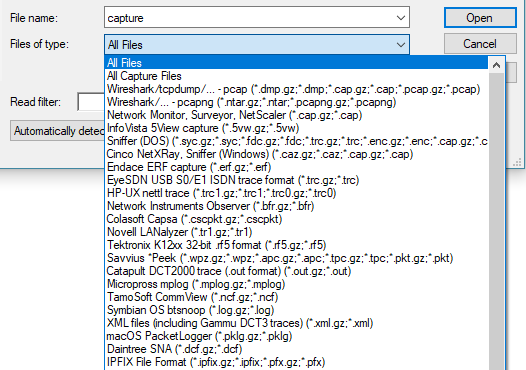 File name:
capture
Open
Files of type:
All Files
Cancel
All Files
All Capture Files
Wireshark/tcpdump/... - pcap (*.dmp.gz;*.dmp;*.cap.gz;*.cap;*.pcap.gz;*.pcap)
Wireshark/... - pcapng (*.ntar.gz;*.ntar;*.pcapng.gz;*.pcapng)
Network Monitor, Surveyor, NetScaler (*.cap.gz;*.cap)
InfoVista 5View capture (*.5vw.gz;*.5vw)
Sniffer (DOS) (*.syc.gz;*.syc;*.fdc.gz;*.fdc;*.trc.gz;*.trc;*.enc.gz;*.enc;*.cap.gz;*.c
Cinco NetXRay, Sniffer (Windows) (*.caz.gz;*.caz;*.cap.gz;*.cap)
Read filter:
Endace ERF capture (*.erf.gz;*.erf)
EyeSDN USB S0/E1 ISDN trace format (*.trc.gz;*.trc)
Automatically detec
HP-UX nettl trace (*.trc1.gz;*.trc1;*.trc0.gz;*.trc0)
Network Instruments Observer (*.bfr.gz;*.bfr)
Colasoft Capsa (*.cscpkt.gz;*.cscpkt)
Novell LANalyzer (*.tr1.gz;*.tr1)
Tektronix K12xx 32-bit .rf5 format (*.rf5.gz;*.rf5)
Savvius *Peek (*.wpz.gz;*.wpz;*.apc.gz;*.apc;*.tpc.gz;*.tpc;*.pkt.gz;*.pkt)
Catapult DCT2000 trace (.out format) (*.out.gz;*.out)
Micropross mplog (*.mplog.gz;*.mplog)
TamoSoft CommView (*.ncf.gz;*.ncf)
Symbian OS btsnoop (*.log.gz;*.log)
XML files (including Gammu DCT3 traces) (*.xml.gz;*.xml)
macOS PacketLogger (*.pklg.gz;*.pklg)
Daintree SNA (*.dcf.gz;*.dcf)
IPFIX File Format (*.ipfix.gz;*.ipfix;*.pfx.gz;*.pfx)